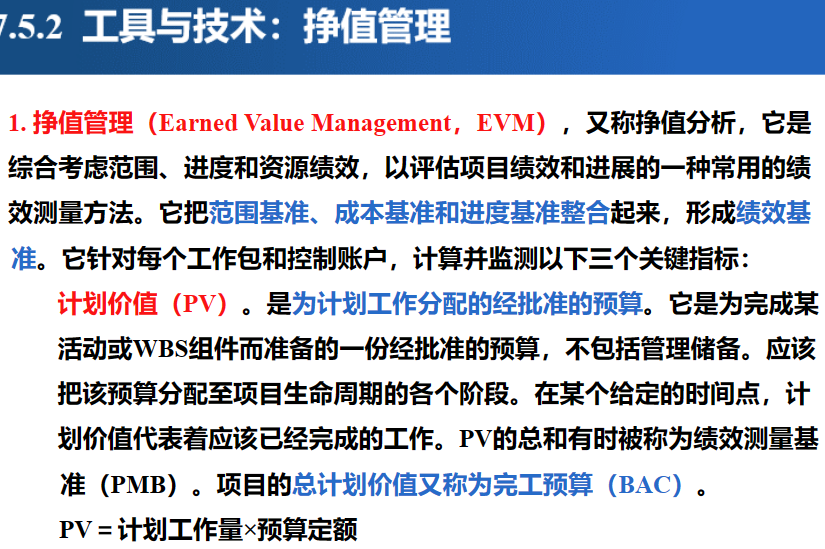 7.5.2 工具与技术：挣值管理
1. 挣值管理（Earned Value Management，EVM），又称挣值分析，它是
综合考虑范围、进度和资源绩效，以评估项目绩效和进展的一种常用的绩
效测量方法。它把范围基准、成本基准和进度基准整合起来，形成绩效基
准。它针对每个工作包和控制账户，计算并监测以下三个关键指标：
计划价值（PV）。是为计划工作分配的经批准的预算。它是为完成某
活动或WBS组件而准备的一份经批准的预算，不包括管理储备。应该
把该预算分配至项目生命周期的各个阶段。在某个给定的时间点，计
划价值代表着应该已经完成的工作。PV的总和有时被称为绩效测量基
准（PMB）。项目的总计划价值又称为完工预算（BAC）。
PV＝计划工作量×预算定额